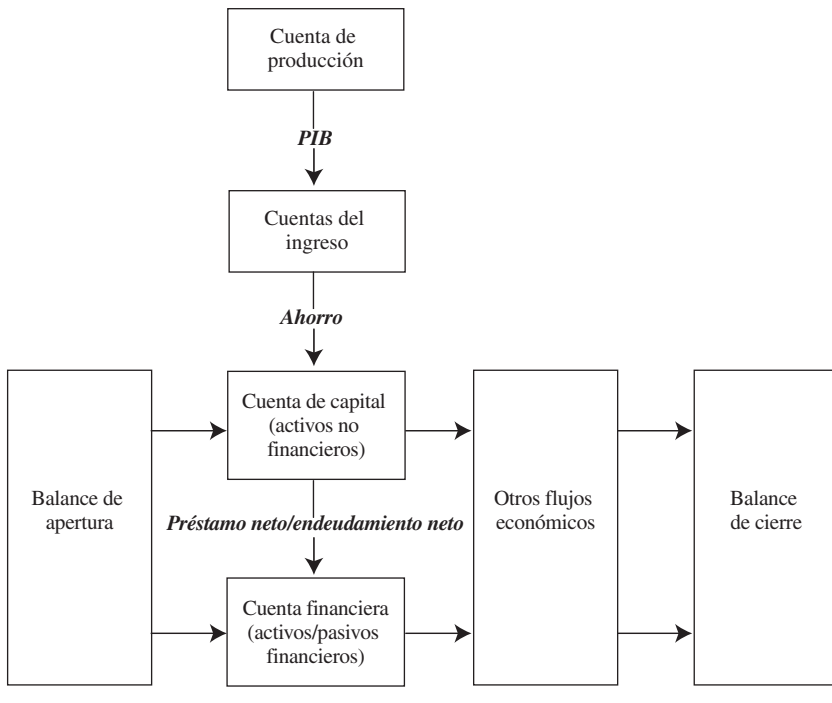 Cuenta de
producción
PIB
Cuentas del
ingreso
Ahorro
Balance de
apertura
Cuenta de capital
(activos no
financieros)
Préstamo neto/endeudamiento neto
Cuenta financiera
(activos/pasivos
financieros)
Otros flujos
económicos
Balance
de cierre